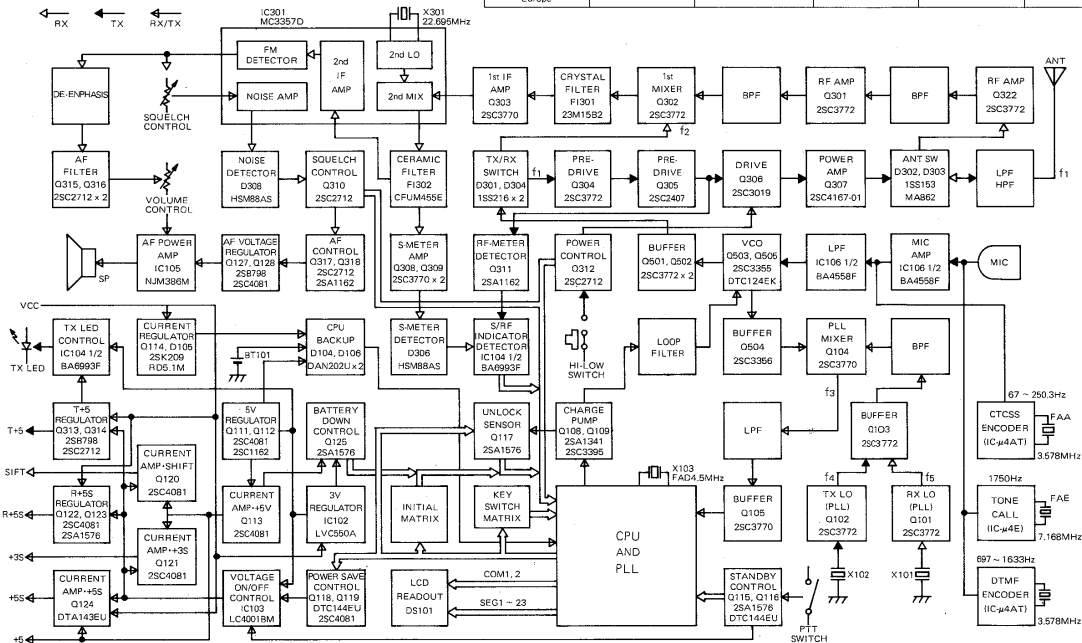 Europe
RX
TX
RX/TX
IC301
MC3357D
X301
22.695MHz
FM
DETECTOR
2nd
IF
AMP
2nd LO
NOISE AMP
2nd MIX
1st IF
AMP
Q303
2SC3770
CRYSTAL
FILTER
FI301
23M15B2
1st
MIXER
Q302
2SC3772
BPF
RF AMP
Q301
2SC3772
BPF
RF AMP
Q322
2SC3772
ANT
DE-ENPHASIS
SQUELCH
CONTROL
f2
AF
FILTER
Q315, Q316
2SC2712 × 2
VOLUME
CONTROL
NOISE
DETECTOR
D308
HSM88AS
SQUELCH
CONTROL
Q310
2SC2712
CERAMIC
FILTER
FI302
CFUM455E
TX/RX
SWITCH
D301, D304
1SS216 × 2
f1
PRE-
DRIVE
Q304
2SC3772
PRE-
DRIVE
Q305
2SC2407
DRIVE
Q306
2SC3019
POWER
AMP
Q307
2SC4167-01
ANT SW
D302, D303
1SS153
MA862
LPF
HPF
f1
SP
AF POWER
AMP
IC105
NJM386M
AF VOLTAGE
REGULATOR
Q127, Q128
2SB798
2SC4081
AF
CONTROL
Q317, Q318
2SC2712
2SA1162
S-METER
AMP
Q308, Q309
2SC3770 × 2
RF-METER
DETECTOR
Q311
2SA1162
POWER
CONTROL
Q312
2SC2712
BUFFER
Q501, Q502
2SC3772 × 2
VCO
Q503, Q505
2SC3355
DTC124EK
LPF
IC106 1/2
BA4558F
MIC
AMP
IC106 1/2
BA4558F
MIC
VCC
TX LED
TX LED
CONTROL
IC104 1/2
BA6993F
CURRENT
REGULATOR
Q114, D105
2SK209
RD5.1M
BT101
CPU
BACKUP
D104, D106
DAN202U × 2
S-METER
DETECTOR
D306
HSM88AS
S/RF
INDICATOR
DETECTOR
IC104 1/2
BA6993F
HI-LOW
SWITCH
LOOP
FILTER
BUFFER
Q504
2SC3356
PLL
MIXER
Q104
2SC3770
BPF
f3
67 ~ 250.3Hz
T+5
T+5
REGULATOR
Q313, Q314
2SB798
2SC2712
5V
REGULATOR
Q111, Q112
2SC4081
2SC1162
BATTERY
DOWN
CONTROL
Q125
2SA1576
UNLOCK
SENSOR
Q117
2SA1576
CHARGE
PUMP
Q108, Q109
2SA1341
2SC3395
LPF
BUFFER
Q103
2SC3772
CTCSS
ENCODER
(IC-µ4AT)
FAA
3.578MHz
SIFT
CURRENT
AMP·SHIFT
Q120
2SC4081
X103
FAD4.5MHz
f4
f5
1750Hz
R+5S
R+5S
REGULATOR
Q122, Q123
2SC4081
2SA1576
CURRENT
AMP·+5V
Q113
2SC4081
3V
REGULATOR
IC102
LVC550A
INITIAL
MATRIX
KEY
SWITCH
MATRIX
CPU
AND
PLL
BUFFER
Q105
2SC3770
TX LO
(PLL)
Q102
2SC3772
RX LO
(PLL)
Q101
2SC3772
TONE
CALL
(IC-µ4E)
FAE
7.168MHz
+3S
CURRENT
AMP·+3S
Q121
2SC4081
X102
X101
697 ~ 1633Hz
+5S
CURRENT
AMP·+5S
Q124
DTA143EU
VOLTAGE
ON/OFF
CONTROL
IC103
LC4001BM
POWER SAVE
CONTROL
Q118, Q119
DTC144EU
2SC4081
LCD
READOUT
DS101
COM1, 2
SEG1 ~ 23
STANDBY
CONTROL
Q115, Q116
2SA1576
DTC144EU
PTT
SWITCH
DTMF
ENCODER
(IC-µ4AT)
3.578MHz
+5